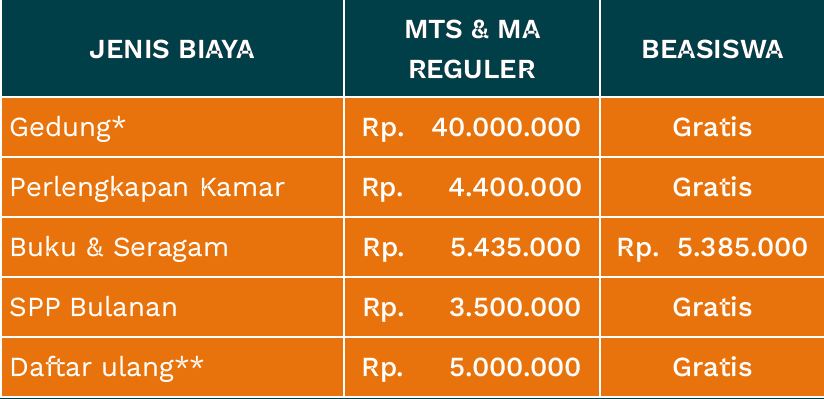 JENIS BIAYA
MTS & MA
REGULER
BEASISWA
Gedung* Rp. 40.000.000 Gratis
Perlengkapan Kamar Rp. 4.400.000 Gratis
Buku & Seragam Rp. 5.435.000 Rp. 5.385.000
SPP Bulanan Rp. 3.500.000 Gratis
Daftar ulang** Rp. 5.000.000 Gratis